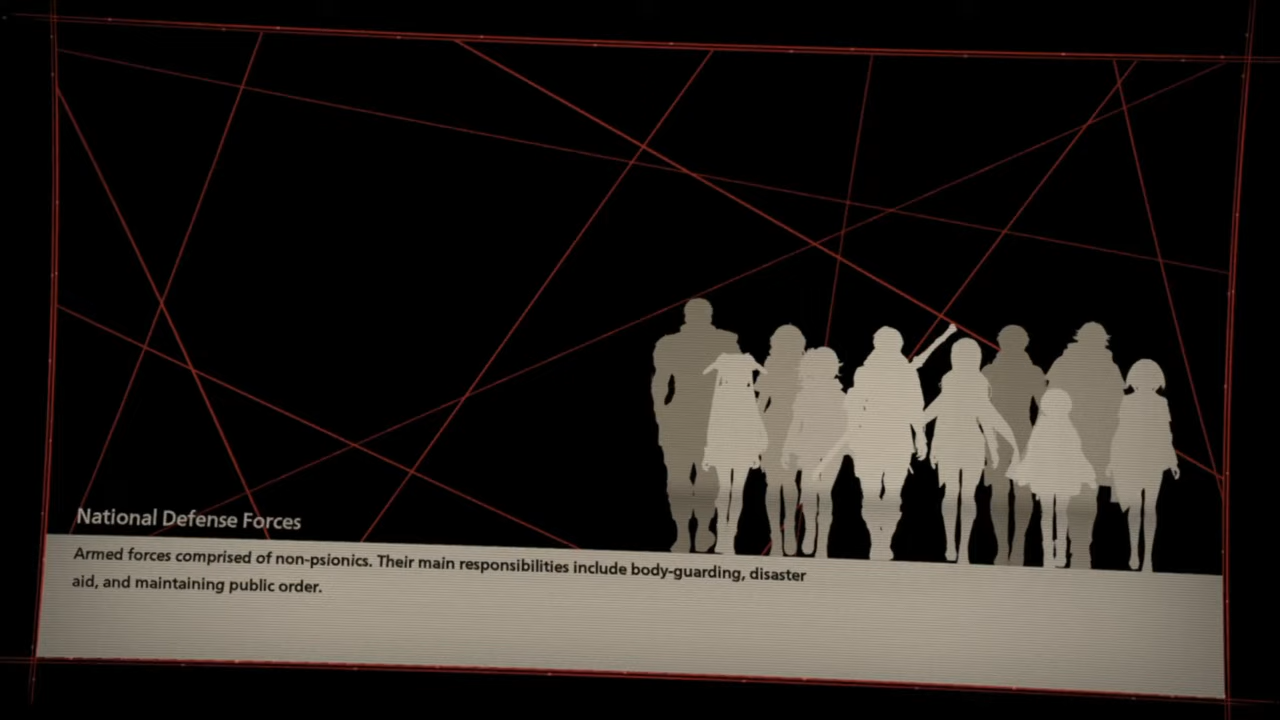 National Defense Forces
Armed forces comprised of non-psionics. Their main responsibilities include body-guarding, disaster
aid, and maintaining public order.